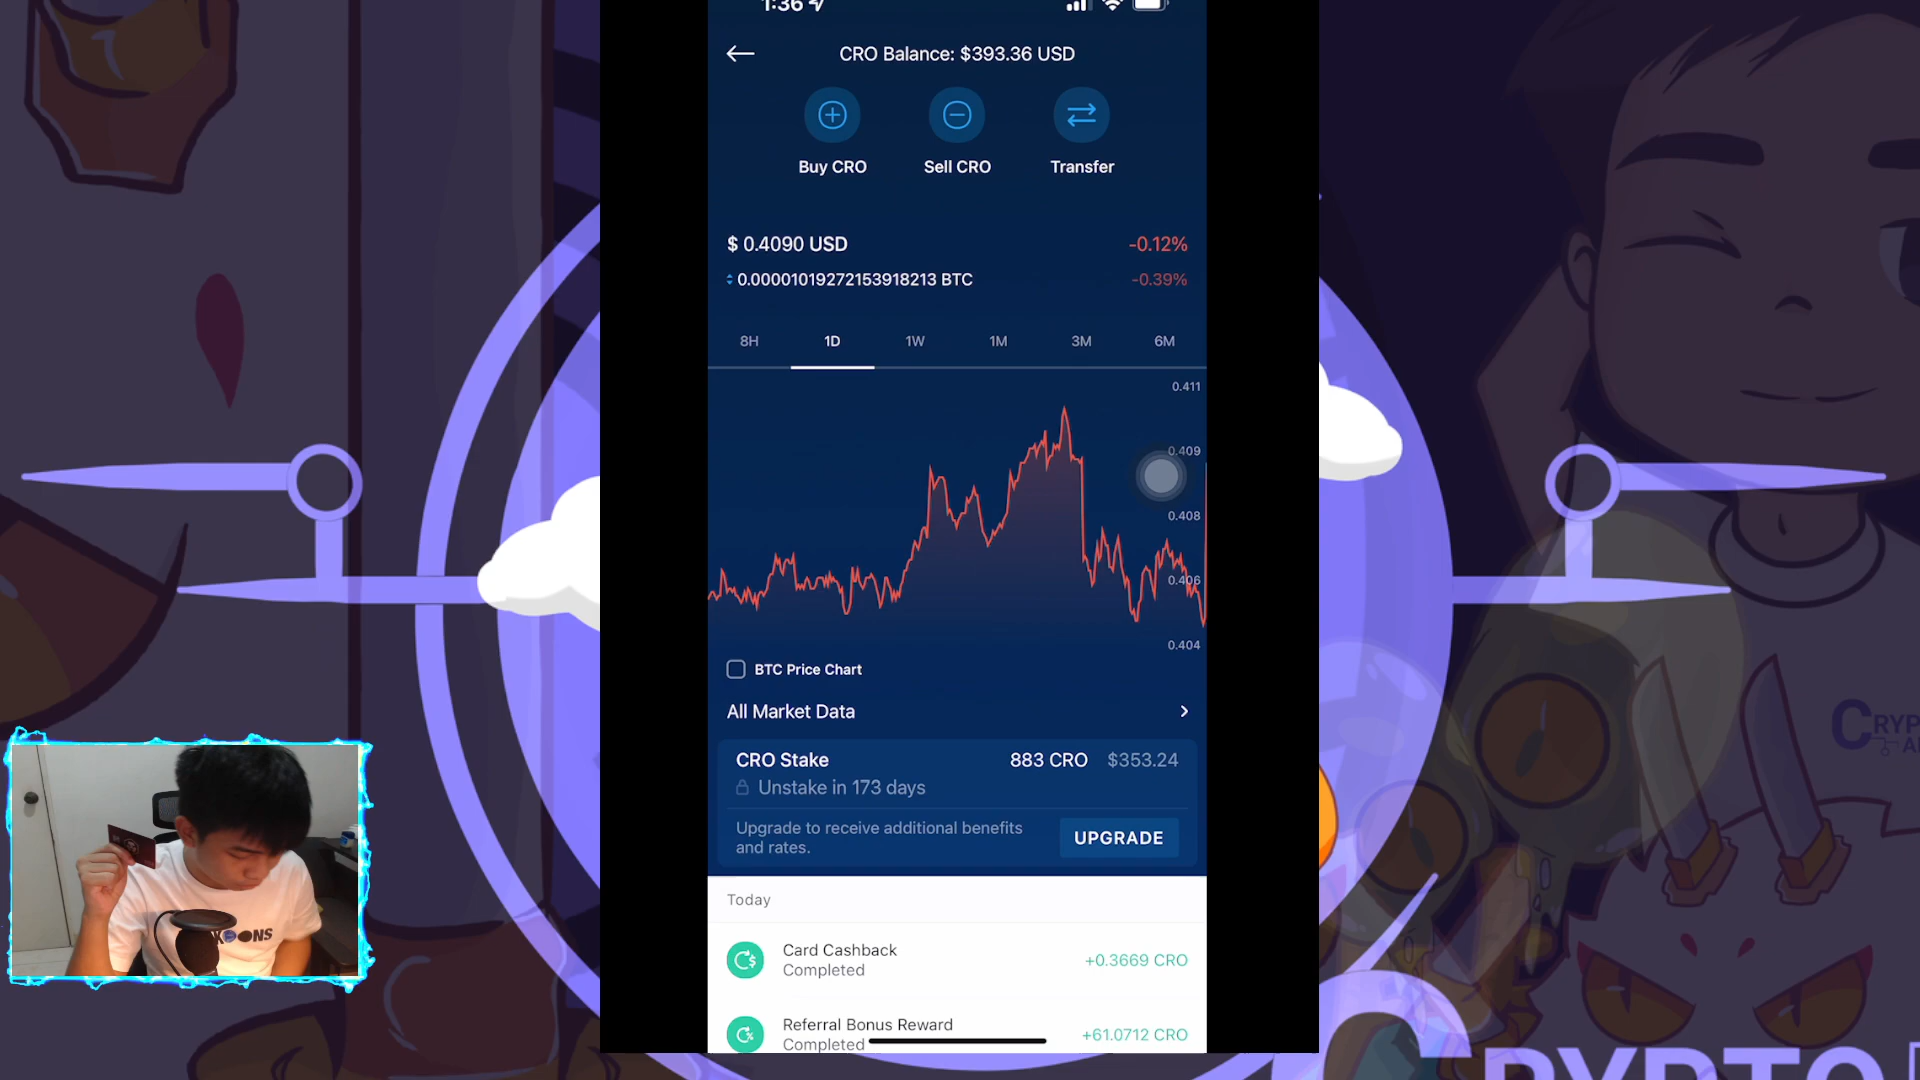 1:36
CRO Balance: $393.36 USD
Buy CRO
Sell CRO
Transfer
$ 0.4090 USD
-0.12%
0.00001019272153918213 BTC
-0.39%
8H
1D
1W
1M
3M
6M
0.411
0.409
0.408
0.406
0.404
BTC Price Chart
All Market Data
CRO Stake
883 CRO
$353.24
Unstake in 173 days
Upgrade to receive additional benefits
and rates.
UPGRADE
Today
Card Cashback
+0.3669 CRO
Completed
Referral Bonus Reward
+61.0712 CRO
Completed